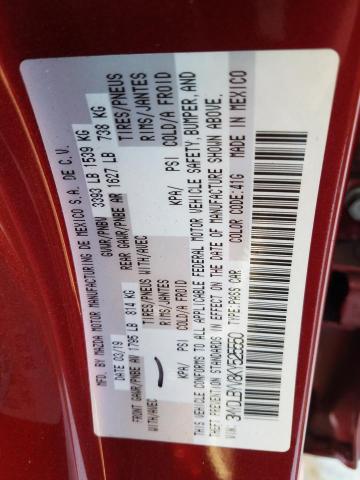 MFD. BY MAZDA MOTOR MANUFACTURING DE MEXICO S.A. DE C.V.
DATE 03/19 GVWR/PNBV 3393 LB 1539 KG
FRONT GAWR/PNBE AV 1795 LB 814 KG REAR GAWR/PNBE AR 1627 LB 738 KG
WITH/AVEC TIRES/PNEUS WITH/AVEC TIRES/PNEUS
RIMS/JANTES RIMS/JANTES
KPA/ PSI COLD/A FROID KPA/ PSI COLD/A FROID
THIS VEHICLE CONFORMS TO ALL APPLICABLE FEDERAL MOTOR VEHICLE SAFETY, BUMPER, AND
THEFT PREVENTION STANDARDS IN EFFECT ON THE DATE OF MANUFACTURE SHOWN ABOVE.
TYPE:PASS CAR COLOR CODE:41G MADE IN MEXICO
VIN: